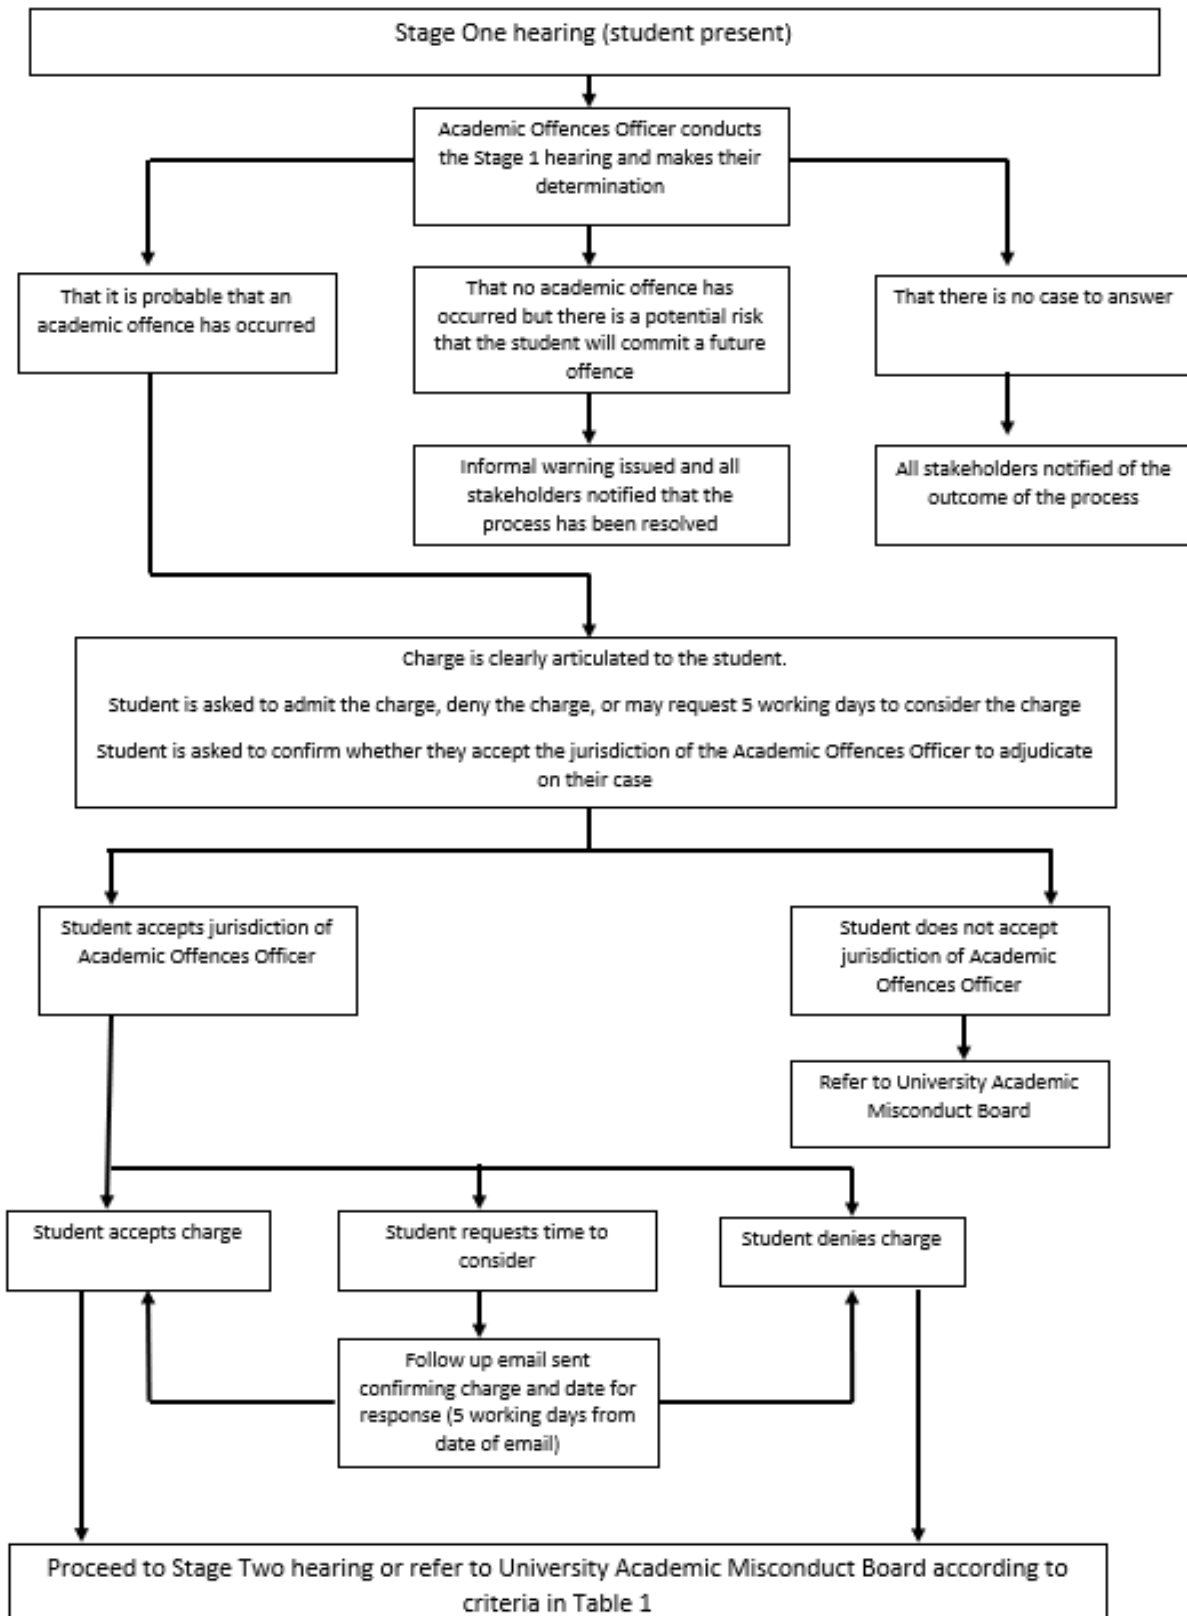 Stage One hearing (student present)
Academic Offences Officer conducts
the Stage 1 hearing and makes their
determination
That it is probable that an
academic offence has occurred
That no academic offence has
occurred but there is a potential risk
that the student will commit a future
offence
That there is no case to answer
Informal warning issued and all
stakeholders notified that the
process has been resolved
All stakeholders notified of the
outcome of the process
Charge is clearly articulated to the student.
Student is asked to admit the charge, deny the charge, or may request 5 working days to consider the charge
Student is asked to confirm whether they accept the jurisdiction of the Academic Offences Officer to adjudicate
on their case
Student accepts jurisdiction of
Academic Offences Officer
Student does not accept
jurisdiction of Academic
Offences Officer
Refer to University Academic
Misconduct Board
Student accepts charge
Student requests time to
consider
Student denies charge
Follow up email sent
confirming charge and date for
response (5 working days from
date of email)
Proceed to Stage Two hearing or refer to University Academic Misconduct Board according to
criteria in Table 1